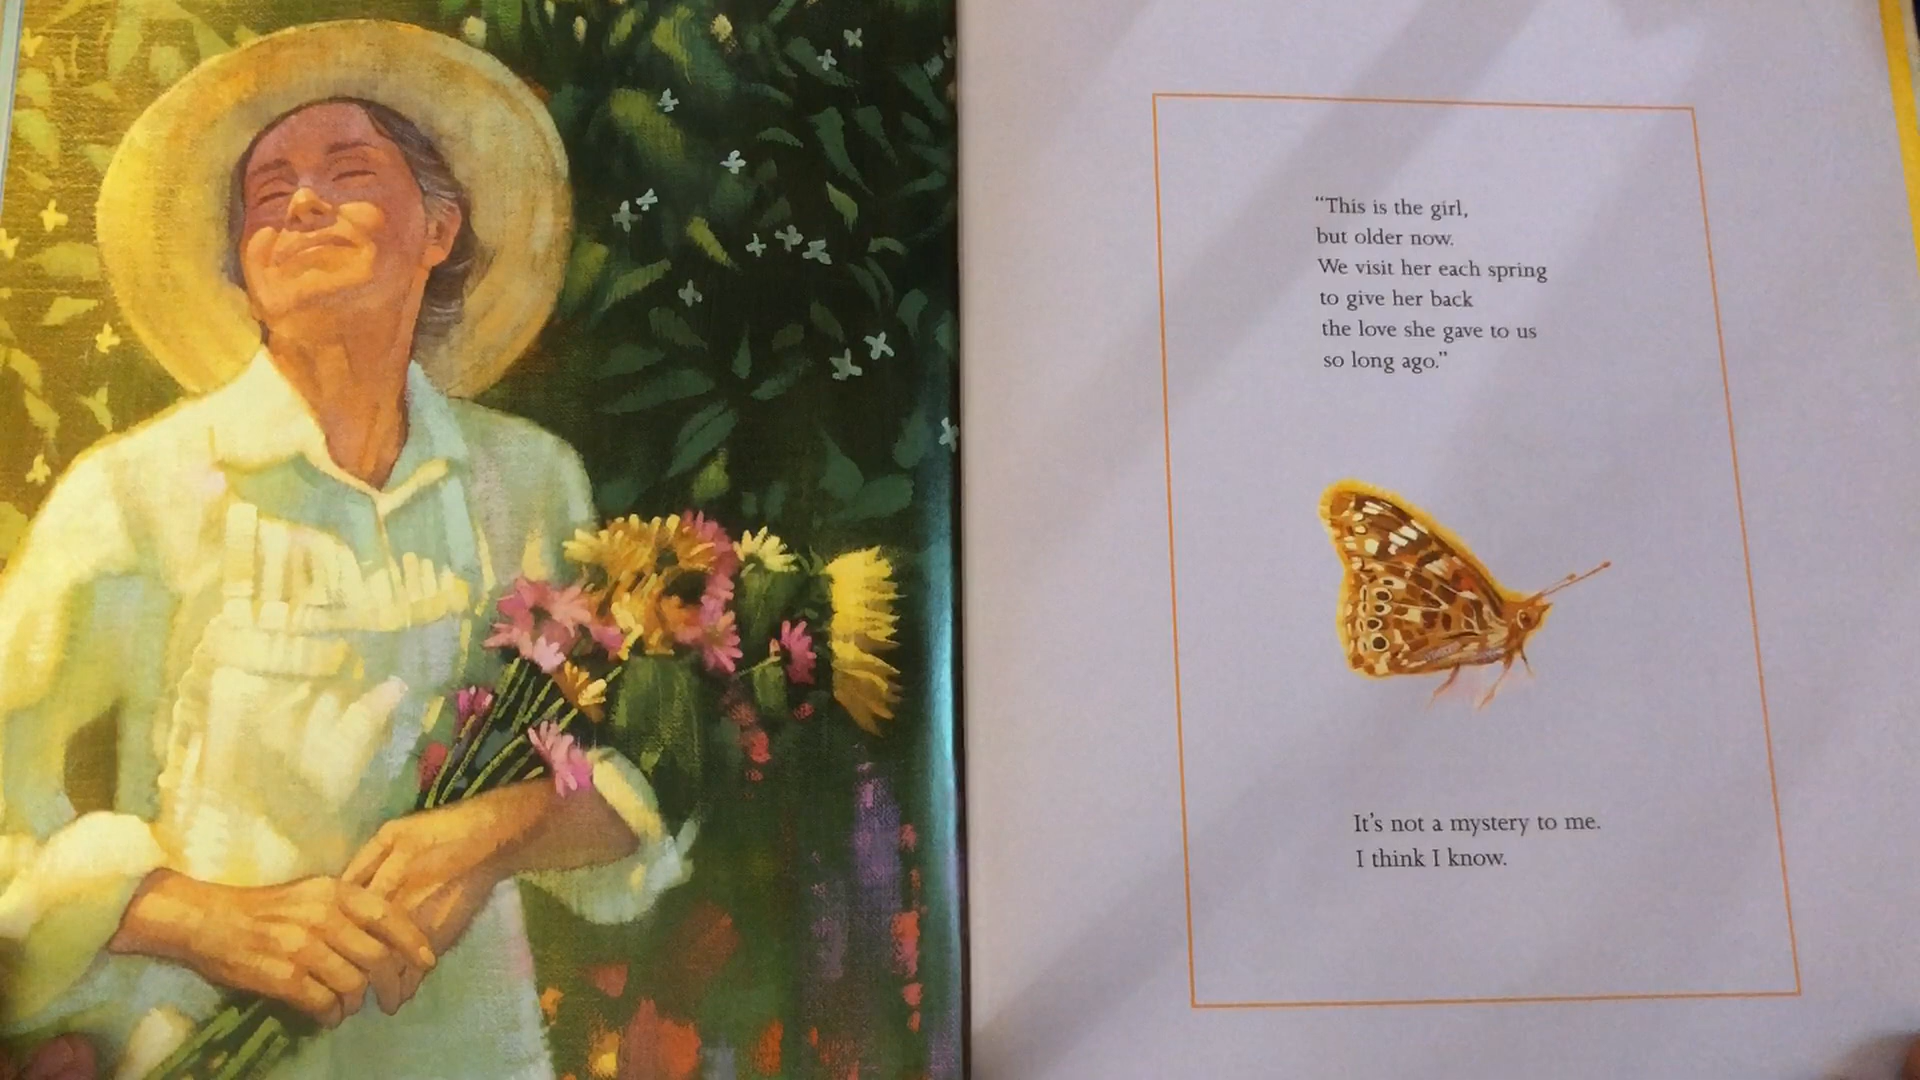 “This is the girl,
but older now.
We visit her each spring
to give her back
the love she gave to us
so long ago.”
It’s not a mystery to me.
I think I know.